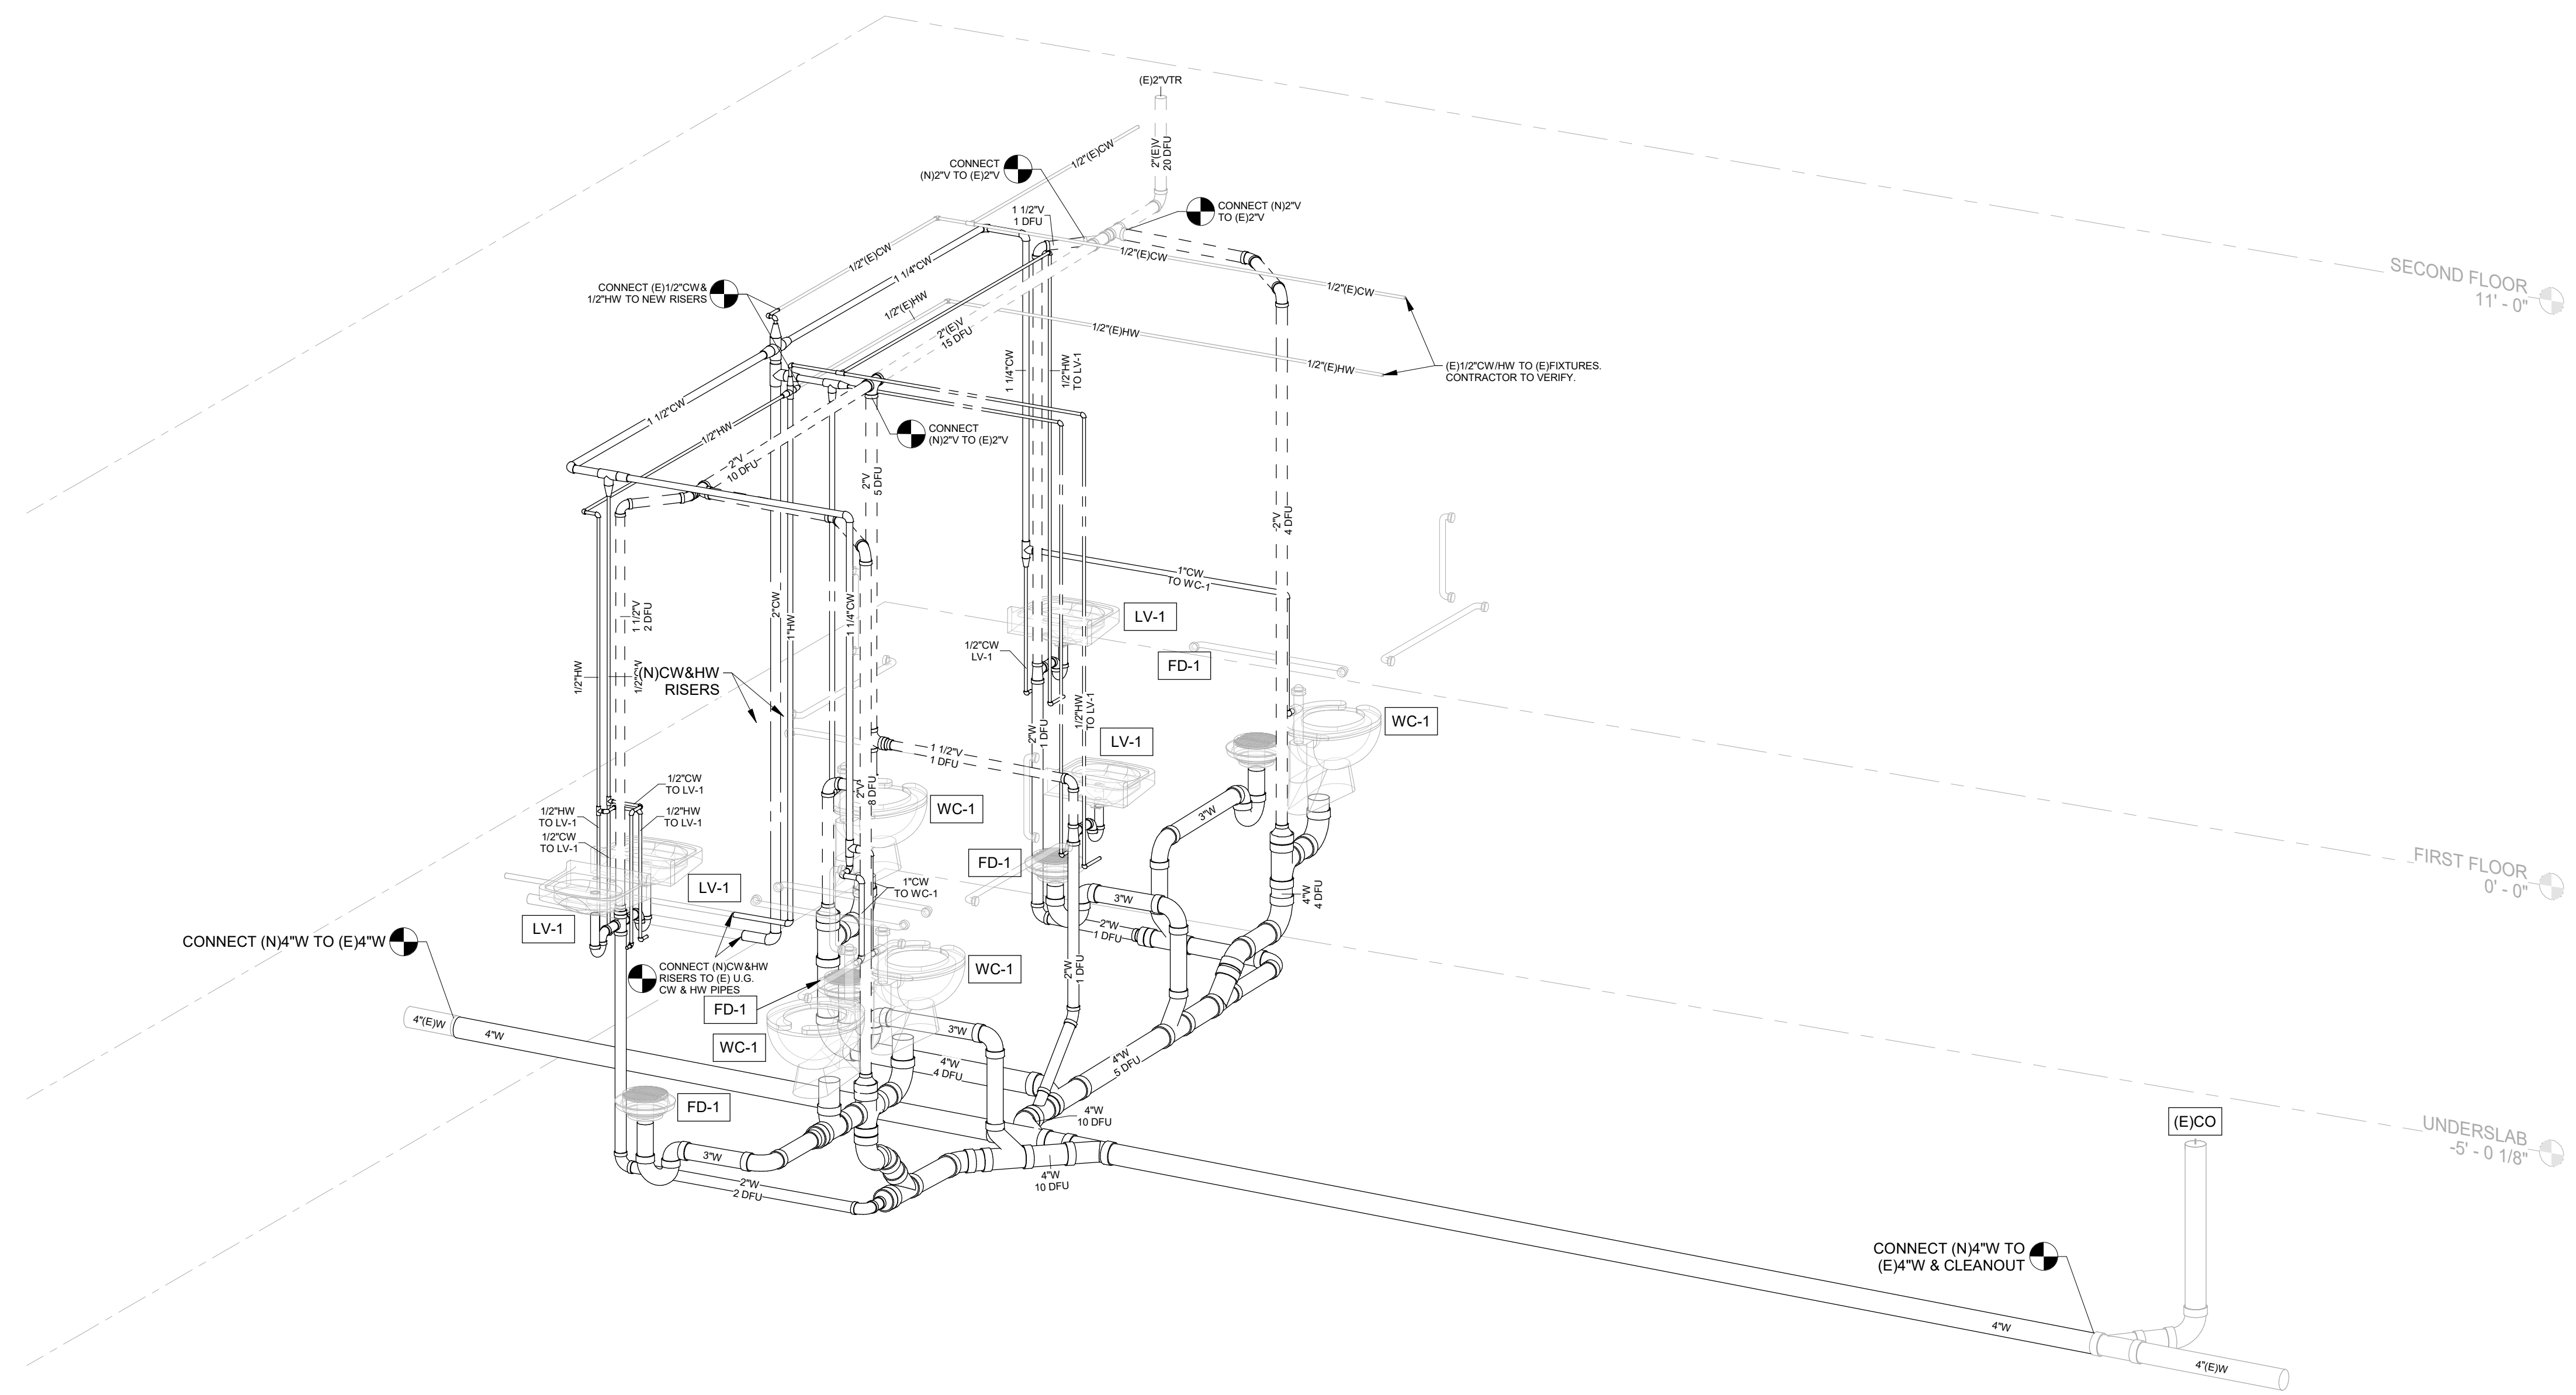 (E)2"VTR
2"(E)V
20 DFU
1/2"(E)CW
CONNECT
(N)2"V TO (E)2"V
CONNECT (N)2"V
TO (E)2"V
1 1/2"V
1 DFU
1/2"(E)CW
1 1/4"CW
1/2"(E)CW
1/2"(E)CW
SECOND FLOOR
11' - 0"
CONNECT (E)1/2"CW&
1/2"HW TO NEW RISERS
1/2"(E)HW
2"(E)V
15 DFU
1/2"(E)HW
1/2"(E)HW
(E)1/2"CW/HW TO (E)FIXTURES.
CONTRACTOR TO VERIFY.
1 1/4"CW
1/2"HW
TO LV-1
1 1/2"CW
1/2"HW
CONNECT
(N)2"V TO (E)2"V
2"V
10 DFU
2"V
5 DFU
2"V
4 DFU
1"CW
TO WC-1
1 1/2"V
2 DFU
2"CW
1"HW
1 1/4"CW
LV-1
1/2"CW
LV-1
FD-1
1/2"HW
1/2"CW
(N)CW&HW
RISERS
1/2"HW
TO LV-1
2"W
1 DFU
WC-1
LV-1
1 1/2"V
1 DFU
1/2"CW
TO LV-1
2"V
8 DFU
WC-1
1/2"HW
TO LV-1
1/2"HW
TO LV-1
1/2"CW
TO LV-1
3"W
FD-1
FIRST FLOOR
0' - 0"
LV-1
1"CW
TO WC-1
3"W
4"W
4 DFU
LV-1
2"W
1 DFU
CONNECT (N)4"W TO (E)4"W
CONNECT (N)CW&HW
RISERS TO (E) U.G.
CW & HW PIPES
WC-1
2"W
1 DFU
FD-1
4"(E)W
4"W
3"W
WC-1
4"W
4 DFU
4"W
5 DFU
FD-1
4"W
10 DFU
(E)CO
UNDERSLAB
-5' - 0 1/8"
3"W
2"W
2 DFU
4"W
10 DFU
CONNECT (N)4"W TO
(E)4"W & CLEANOUT
4"W
4"(E)W